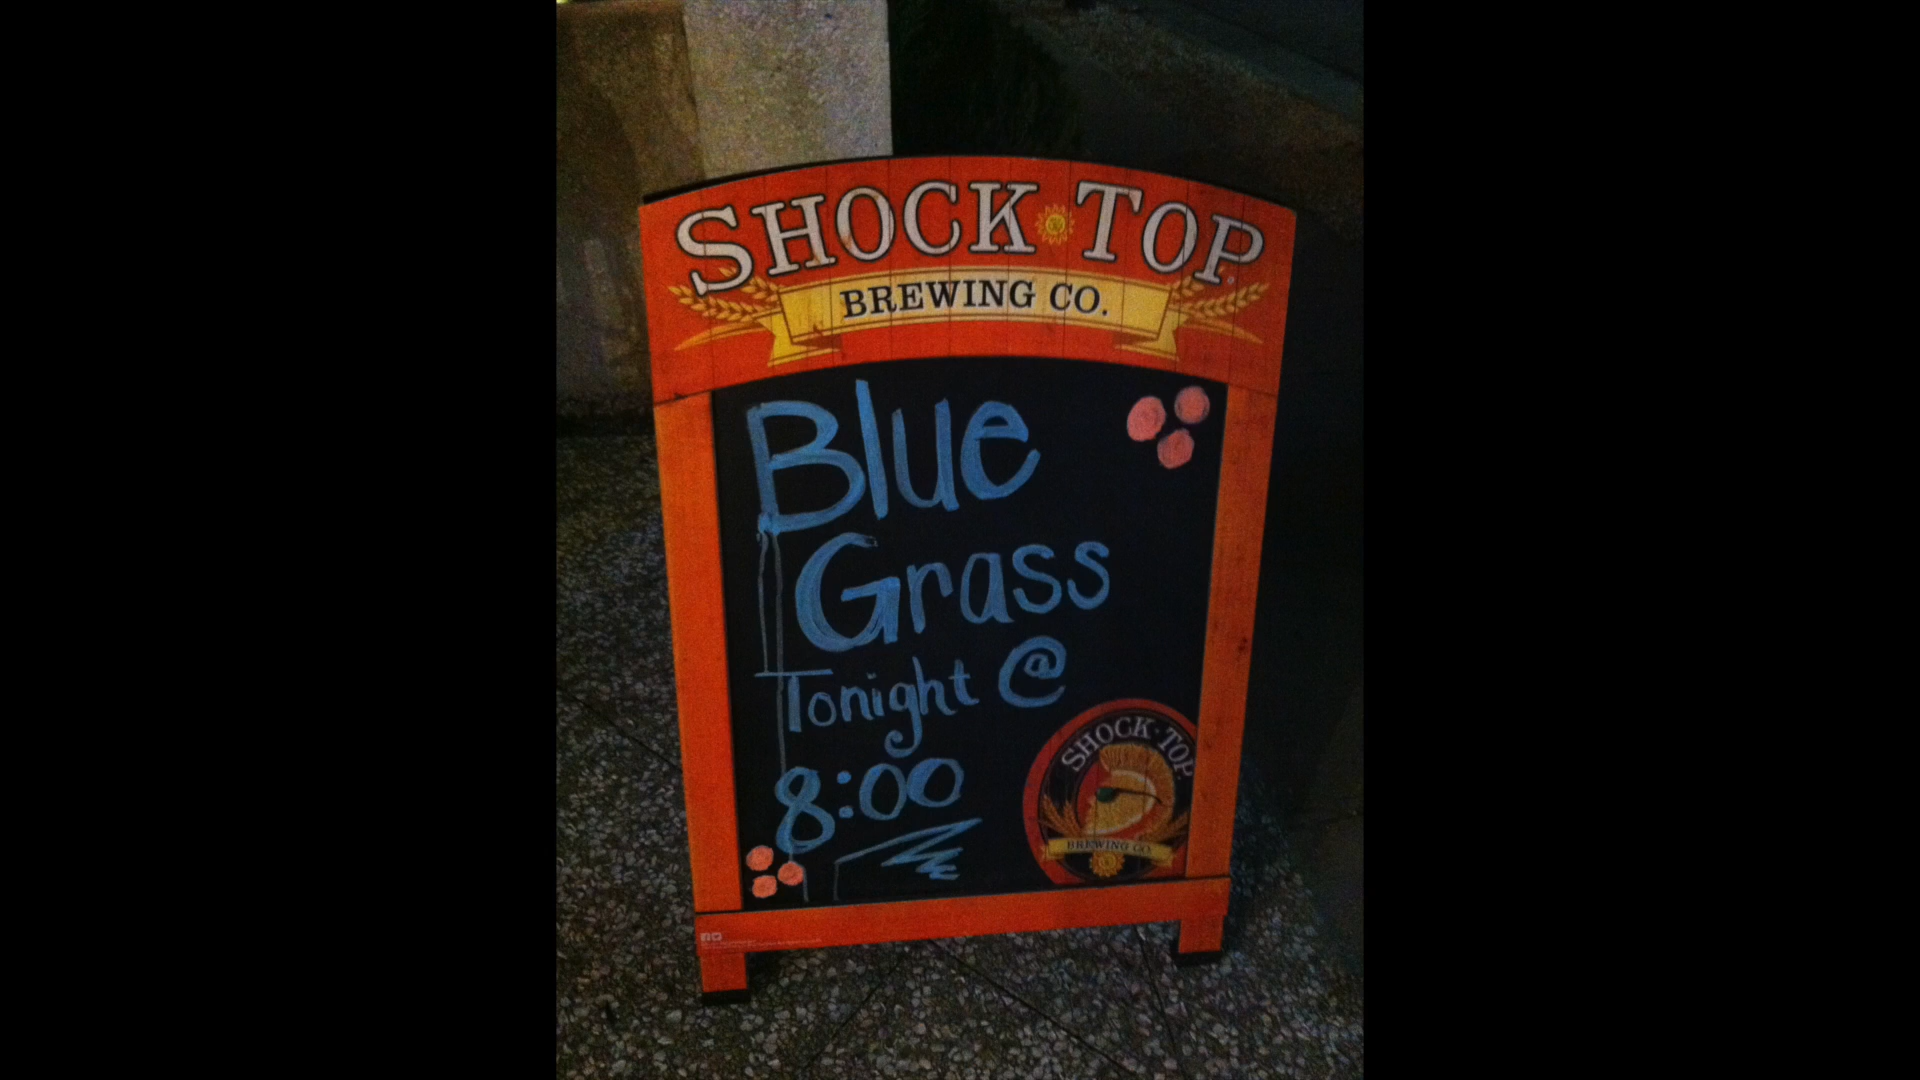 SHOCK TOP
BREWING CO.
Blue
Grass
Tonight @
8:00
SHOCK TOP
BREWING CO.